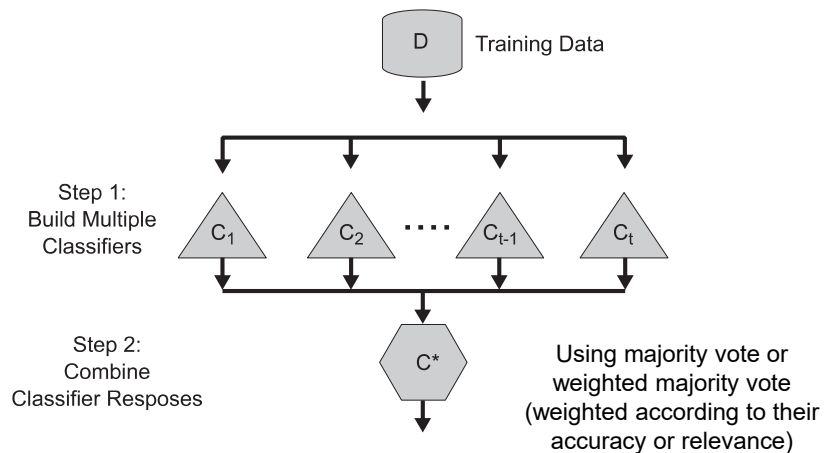 D
Training Data
Step 1:
Build Multiple
Classifiers
C1
C2
....
Ct-1
Ct
Step 2:
Combine
Classifier Resposes
C*
Using majority vote or
weighted majority vote
(weighted according to their
accuracy or relevance)